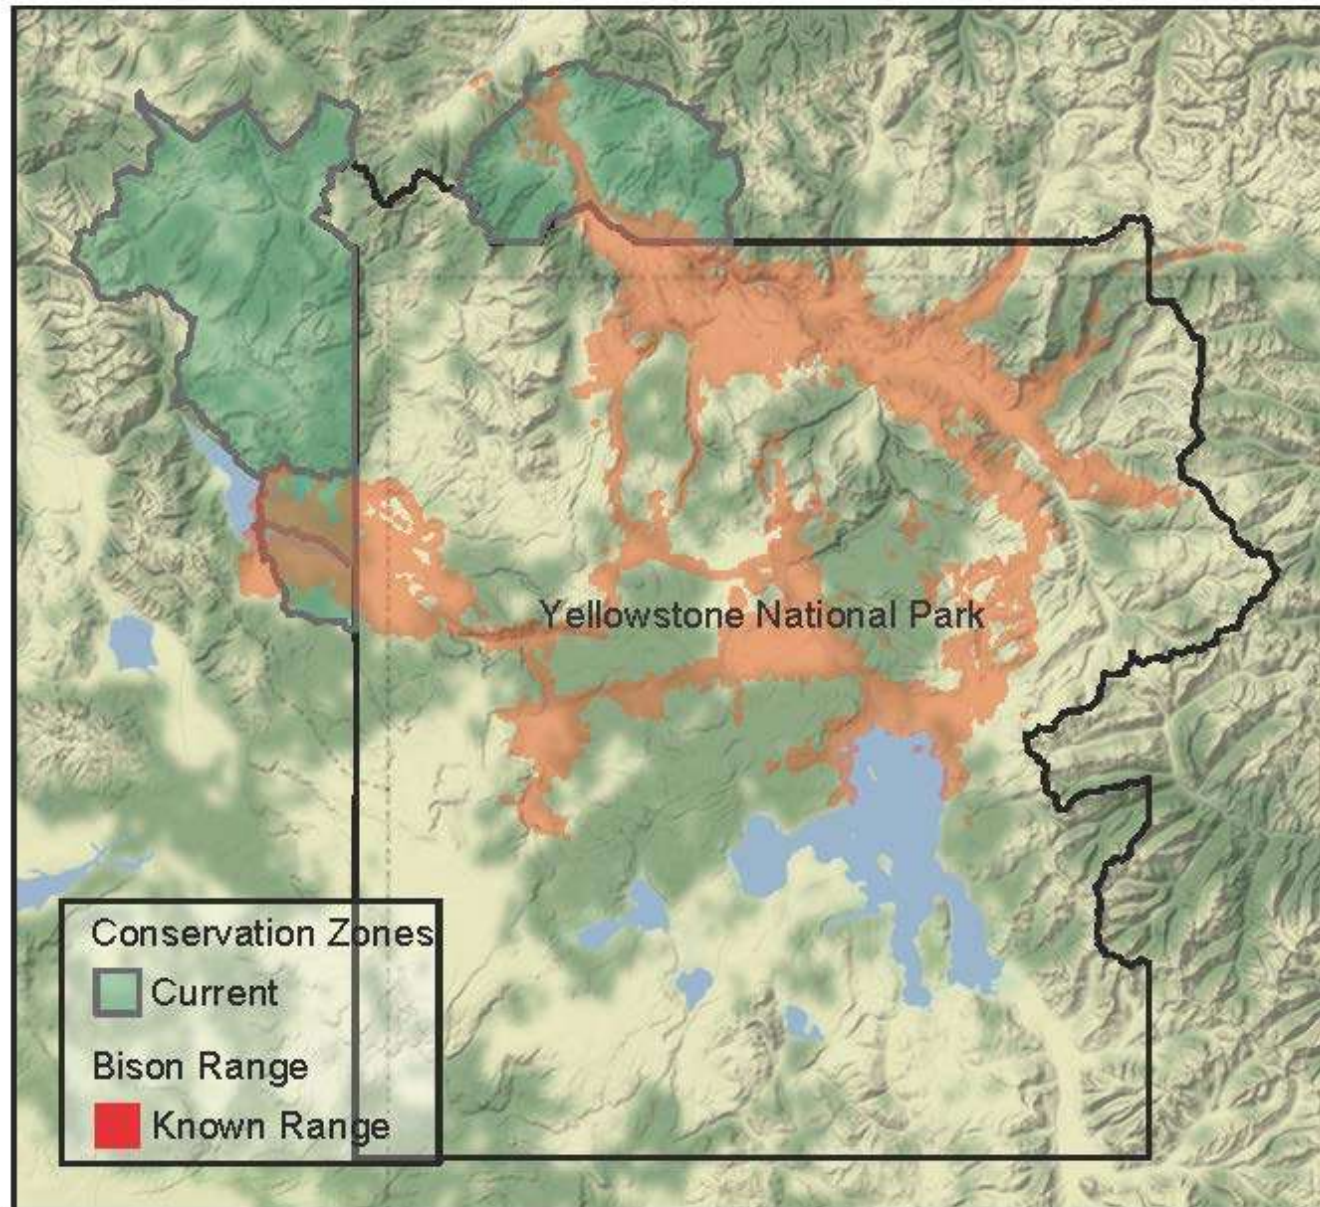 Yellowstone National Park
Conservation Zones
Current
Bison Range
Known Range